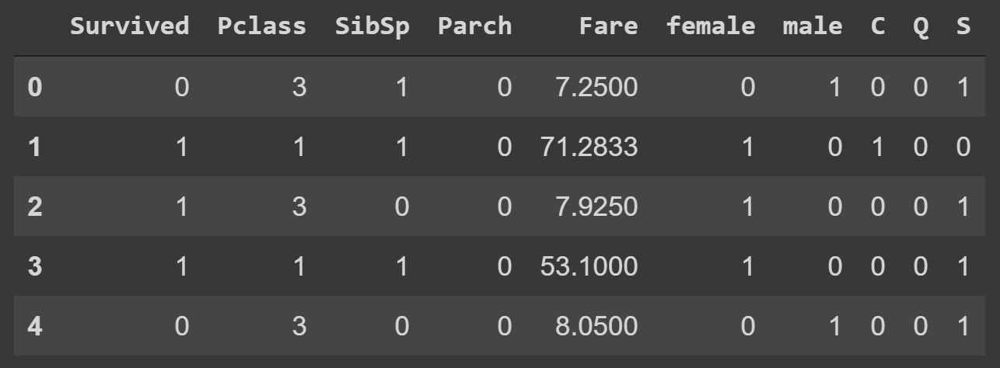 Survived Pclass SibSp Parch Fare female male C Q S
0 0 3 1 0 7.2500 0 1 0 0 1
1 1 1 1 0 71.2833 1 0 1 0 0
2 1 3 0 0 7.9250 1 0 0 0 1
3 1 1 1 0 53.1000 1 0 0 0 1
4 0 3 0 0 8.0500 0 1 0 0 1